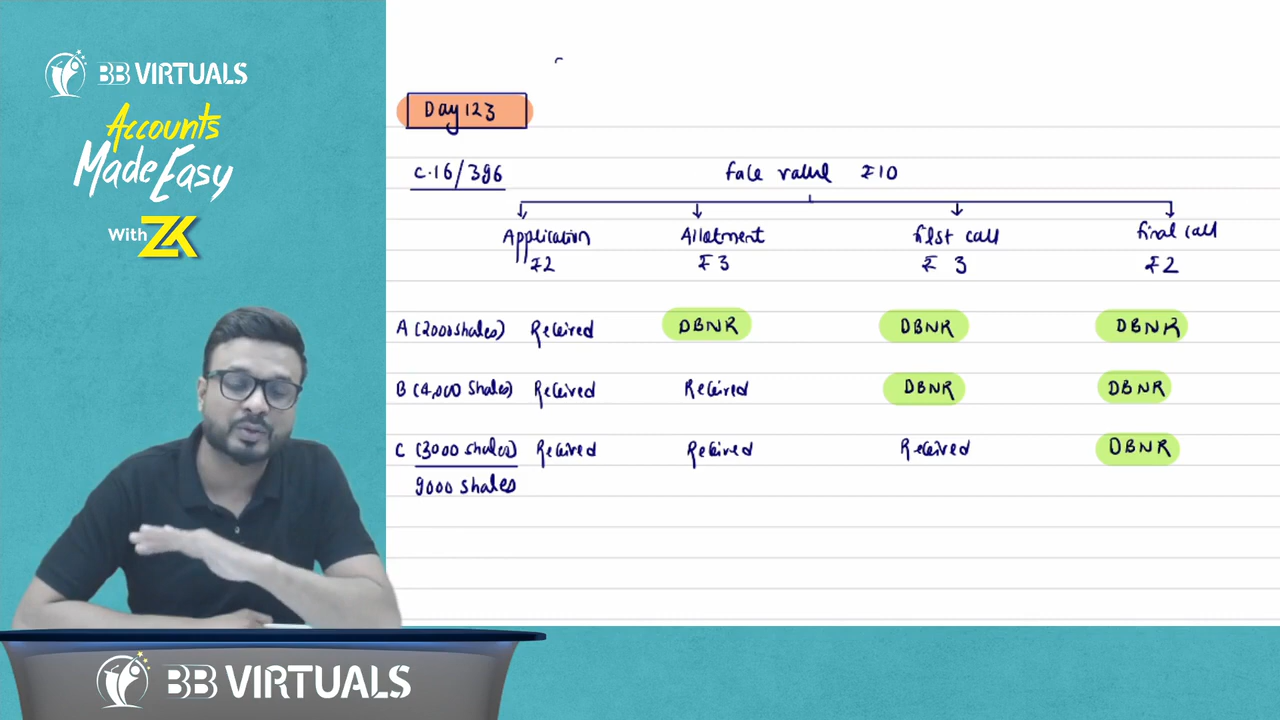 BB VIRTUALS
Accounts
Made Easy
With ZK
Day 123
C.16/396
Face value ₹10
Application Allotment First call Final call
₹2 ₹3 ₹ 3 ₹2
A (2000 shares) Received DBNR DBNR DBNR
B (4,000 Shares) Received Received DBNR DBNR
C (3000 shares) Received Received Received DBNR
9000 shares
BB VIRTUALS